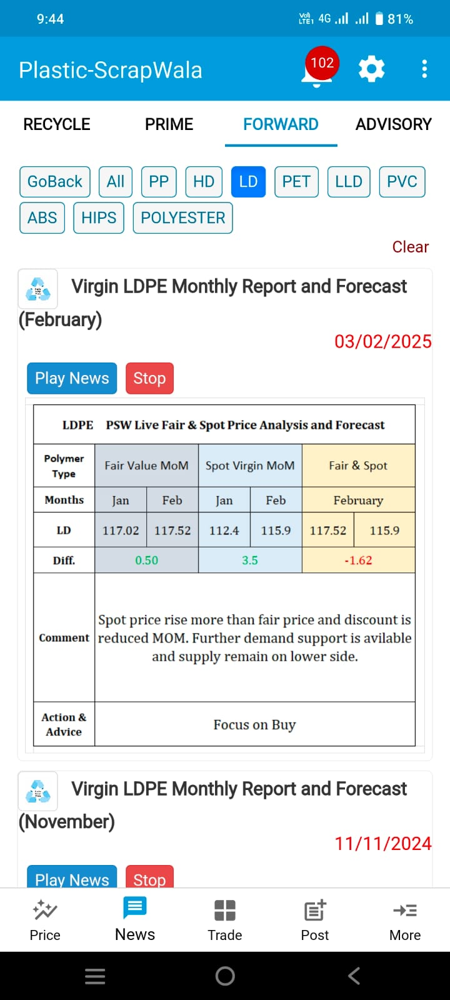 9:44
Vo)) LTE1 4G 81%
Plastic-ScrapWala
102
RECYCLE PRIME FORWARD ADVISORY
GoBack All PP HD LD PET LLD PVC
ABS HIPS POLYESTER
Clear
Virgin LDPE Monthly Report and Forecast
(February)
03/02/2025
Play News Stop
LDPE PSW Live Fair & Spot Price Analysis and Forecast
Polymer Type Fair Value MoM Spot Virgin MoM Fair & Spot
Months Jan Feb Jan Feb February
LD 117.02 117.52 112.4 115.9 117.52 115.9
Diff. 0.50 3.5 -1.62
Spot price rise more than fair price and discount is
Comment reduced MOM. Further demand support is avilable
and supply remain on lower side.
Action &
Advice
Focus on Buy
Virgin LDPE Monthly Report and Forecast
(November)
11/11/2024
Play News Stop
Price News Trade Post More